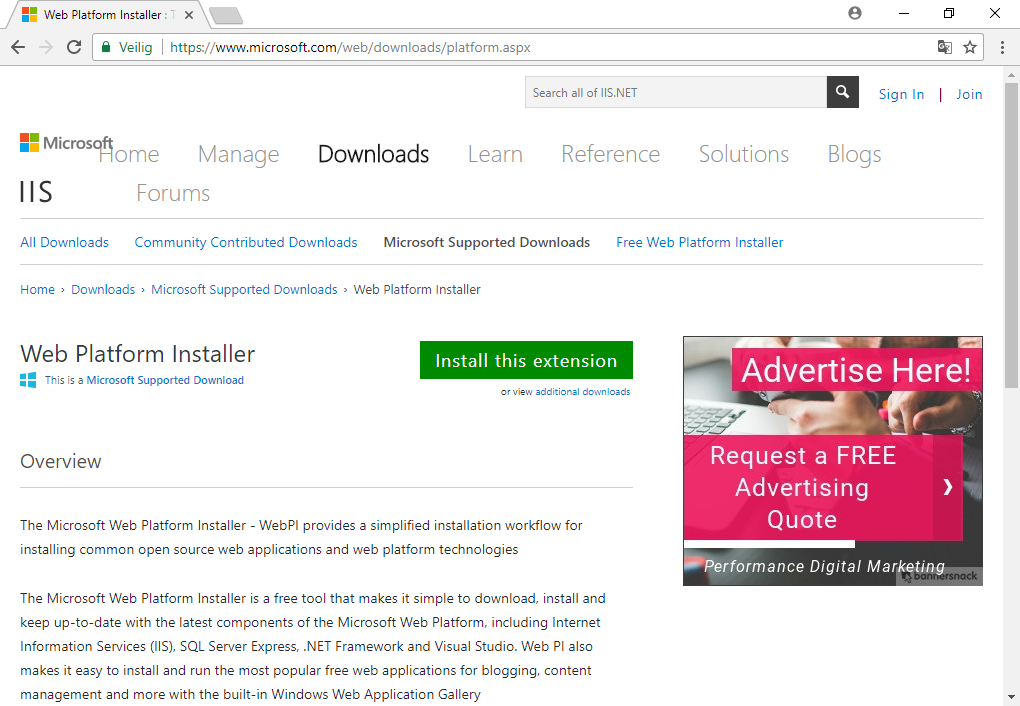 Web Platform Installer : T
Veilig
https://www.microsoft.com/web/downloads/platform.aspx
Search all of IIS.NET
Sign In | Join
Microsoft
Home Manage Downloads Learn Reference Solutions Blogs
IIS Forums
All Downloads Community Contributed Downloads Microsoft Supported Downloads Free Web Platform Installer
Home › Downloads › Microsoft Supported Downloads › Web Platform Installer
Web Platform Installer
This is a Microsoft Supported Download
Install this extension
or view additional downloads
Overview
The Microsoft Web Platform Installer - WebPI provides a simplified installation workflow for
installing common open source web applications and web platform technologies
The Microsoft Web Platform Installer is a free tool that makes it simple to download, install and
keep up-to-date with the latest components of the Microsoft Web Platform, including Internet
Information Services (IIS), SQL Server Express, .NET Framework and Visual Studio. Web PI also
makes it easy to install and run the most popular free web applications for blogging, content
management and more with the built-in Windows Web Application Gallery
Advertise Here!
Request a FREE
Advertising
Quote
Performance Digital Marketing
bannersnack